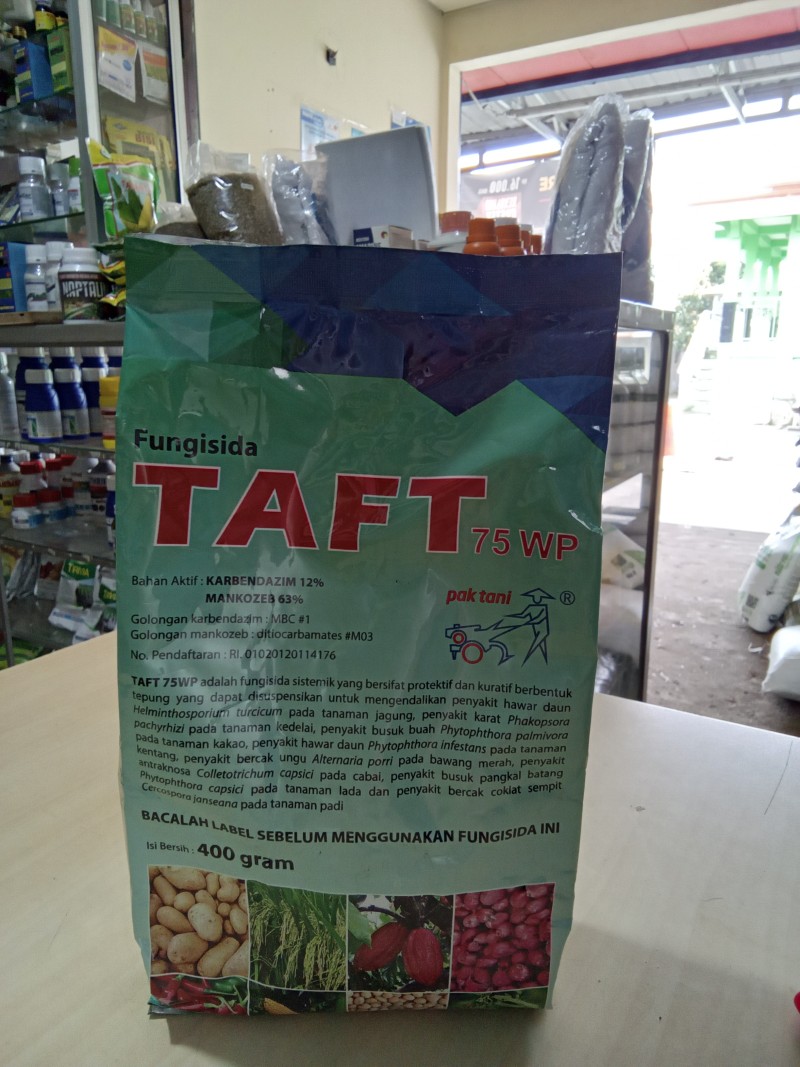 Fungisida
TAFT 75 WP
Bahan Aktif : KARBENDAZIM 12%
MANKOZEB 63%
Golongan karbendazim : MBC #1
Golongan mankozeb : ditiocarbamates #M03
No. Pendaftaran : RI. 01020120114176
pak tani ®
TAFT 75WP adalah fungisida sistemik yang bersifat protektif dan kuratif berbentuk
tepung yang dapat disuspensikan untuk mengendalikan penyakit hawar daun
Helminthosporium turcicum pada tanaman jagung, penyakit karat Phakopsora
pachyrhizi pada tanaman kedelai, penyakit busuk buah Phytophthora palmivora
pada tanaman kakao, penyakit hawar daun Phytophthora infestans pada tanaman
kentang, penyakit bercak ungu Alternaria porri pada bawang merah, penyakit
antraknosa Colletotrichum capsici pada cabai, penyakit busuk pangkal batang
Phytophthora capsici pada tanaman lada dan penyakit bercak coklat sempit
Cercospora janseana pada tanaman padi
BACALAH LABEL SEBELUM MENGGUNAKAN FUNGISIDA INI
Isi Bersih : 400 gram
14.000